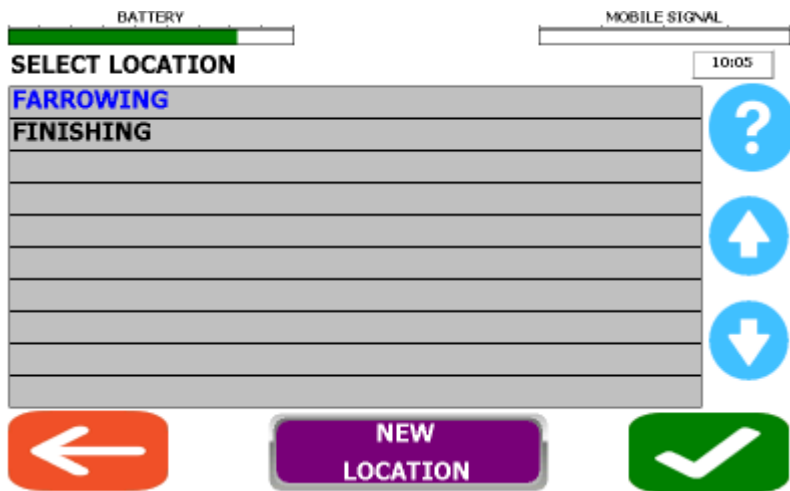 BATTERY
MOBILE SIGNAL
SELECT LOCATION
10:05
FARROWING
FINISHING
?
NEW
LOCATION